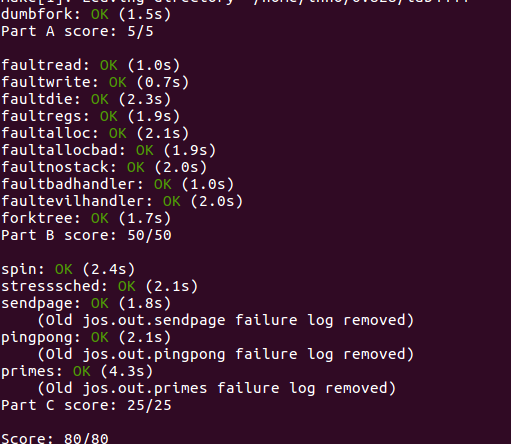 dumbfork: OK (1.5s)
Part A score: 5/5
faultread: OK (1.0s)
faultwrite: OK (0.7s)
faultdie: OK (2.3s)
faultregs: OK (1.9s)
faultalloc: OK (2.1s)
faultallocbad: OK (1.9s)
faultnostack: OK (2.0s)
faultbadhandler: OK (1.0s)
faultevilhandler: OK (2.0s)
forktree: OK (1.7s)
Part B score: 50/50
spin: OK (2.4s)
stresssched: OK (2.1s)
sendpage: OK (1.8s)
(Old jos.out.sendpage failure log removed)
pingpong: OK (2.1s)
(Old jos.out.pingpong failure log removed)
primes: OK (4.3s)
(Old jos.out.primes failure log removed)
Part C score: 25/25
Score: 80/80